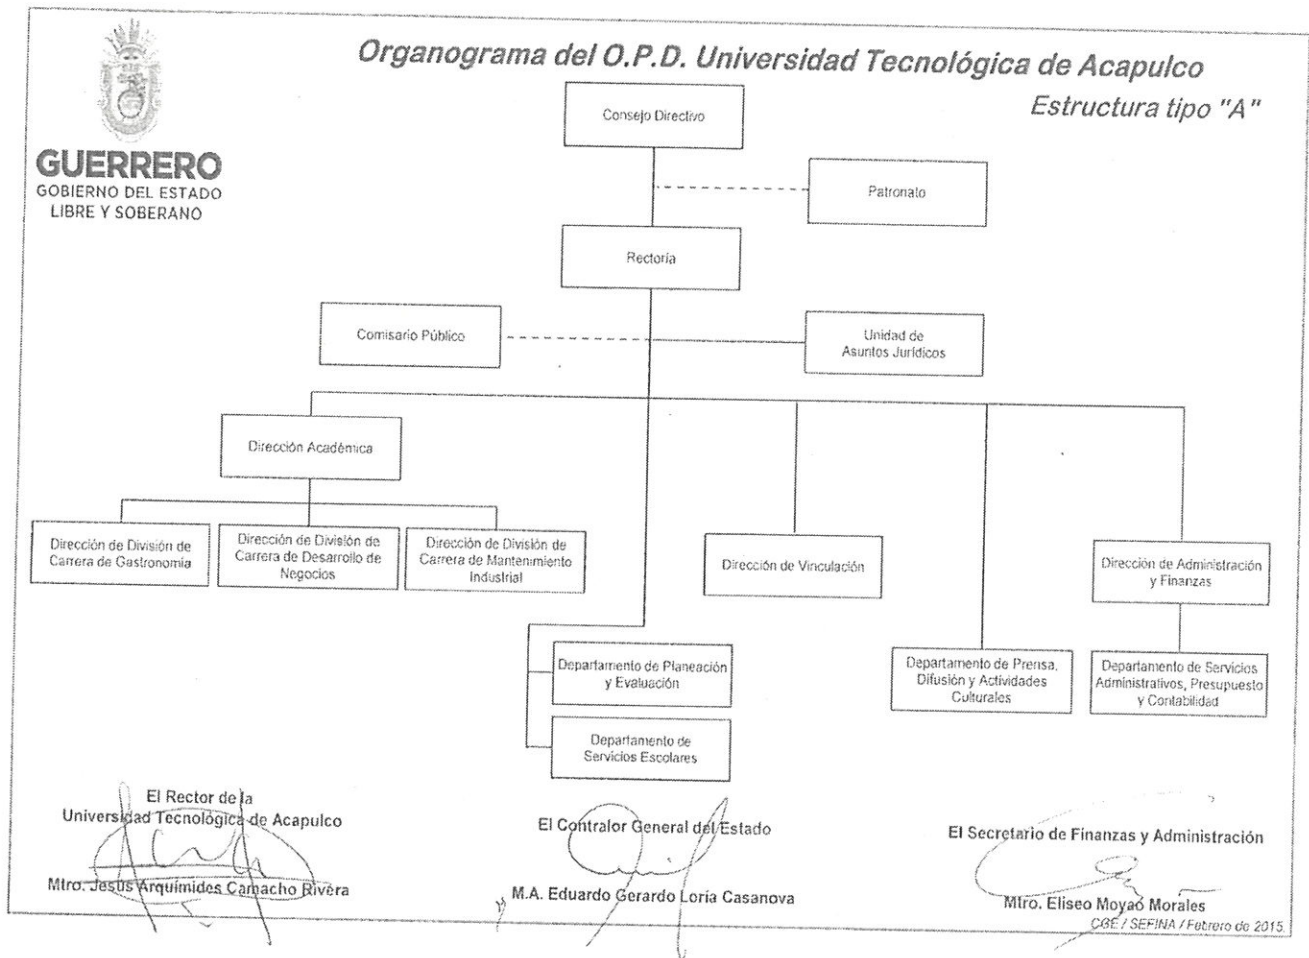 Organograma del O.P.D. Universidad Tecnológica de Acapulco
Estructura tipo "A"
GUERRERO
GOBIERNO DEL ESTADO
LIBRE Y SOBERANO
Consejo Directivo
Patronato
Rectoría
Comisario Público
Unidad de
Asuntos Jurídicos
Dirección Académica
Dirección de División de
Carrera de Gastronomía
Dirección de División de
Carrera de Desarrollo de
Negocios
Dirección de División de
Carrera de Mantenimiento
Industrial
Dirección de Vinculación
Dirección de Administración
y Finanzas
Departamento de Planeación
y Evaluación
Departamento de
Servicios Escolares
Departamento de Prensa,
Difusión y Actividades
Culturales
Departamento de Servicios
Administrativos, Presupuesto
y Contabilidad
El Rector de la
Universidad Tecnológica de Acapulco
Mtro. Jesús Arquímides Camacho Rivera
El Contralor General del Estado
M.A. Eduardo Gerardo Loría Casanova
El Secretario de Finanzas y Administración
Mtro. Eliseo Moyao Morales
CGE / SEFINA / Febrero de 2015